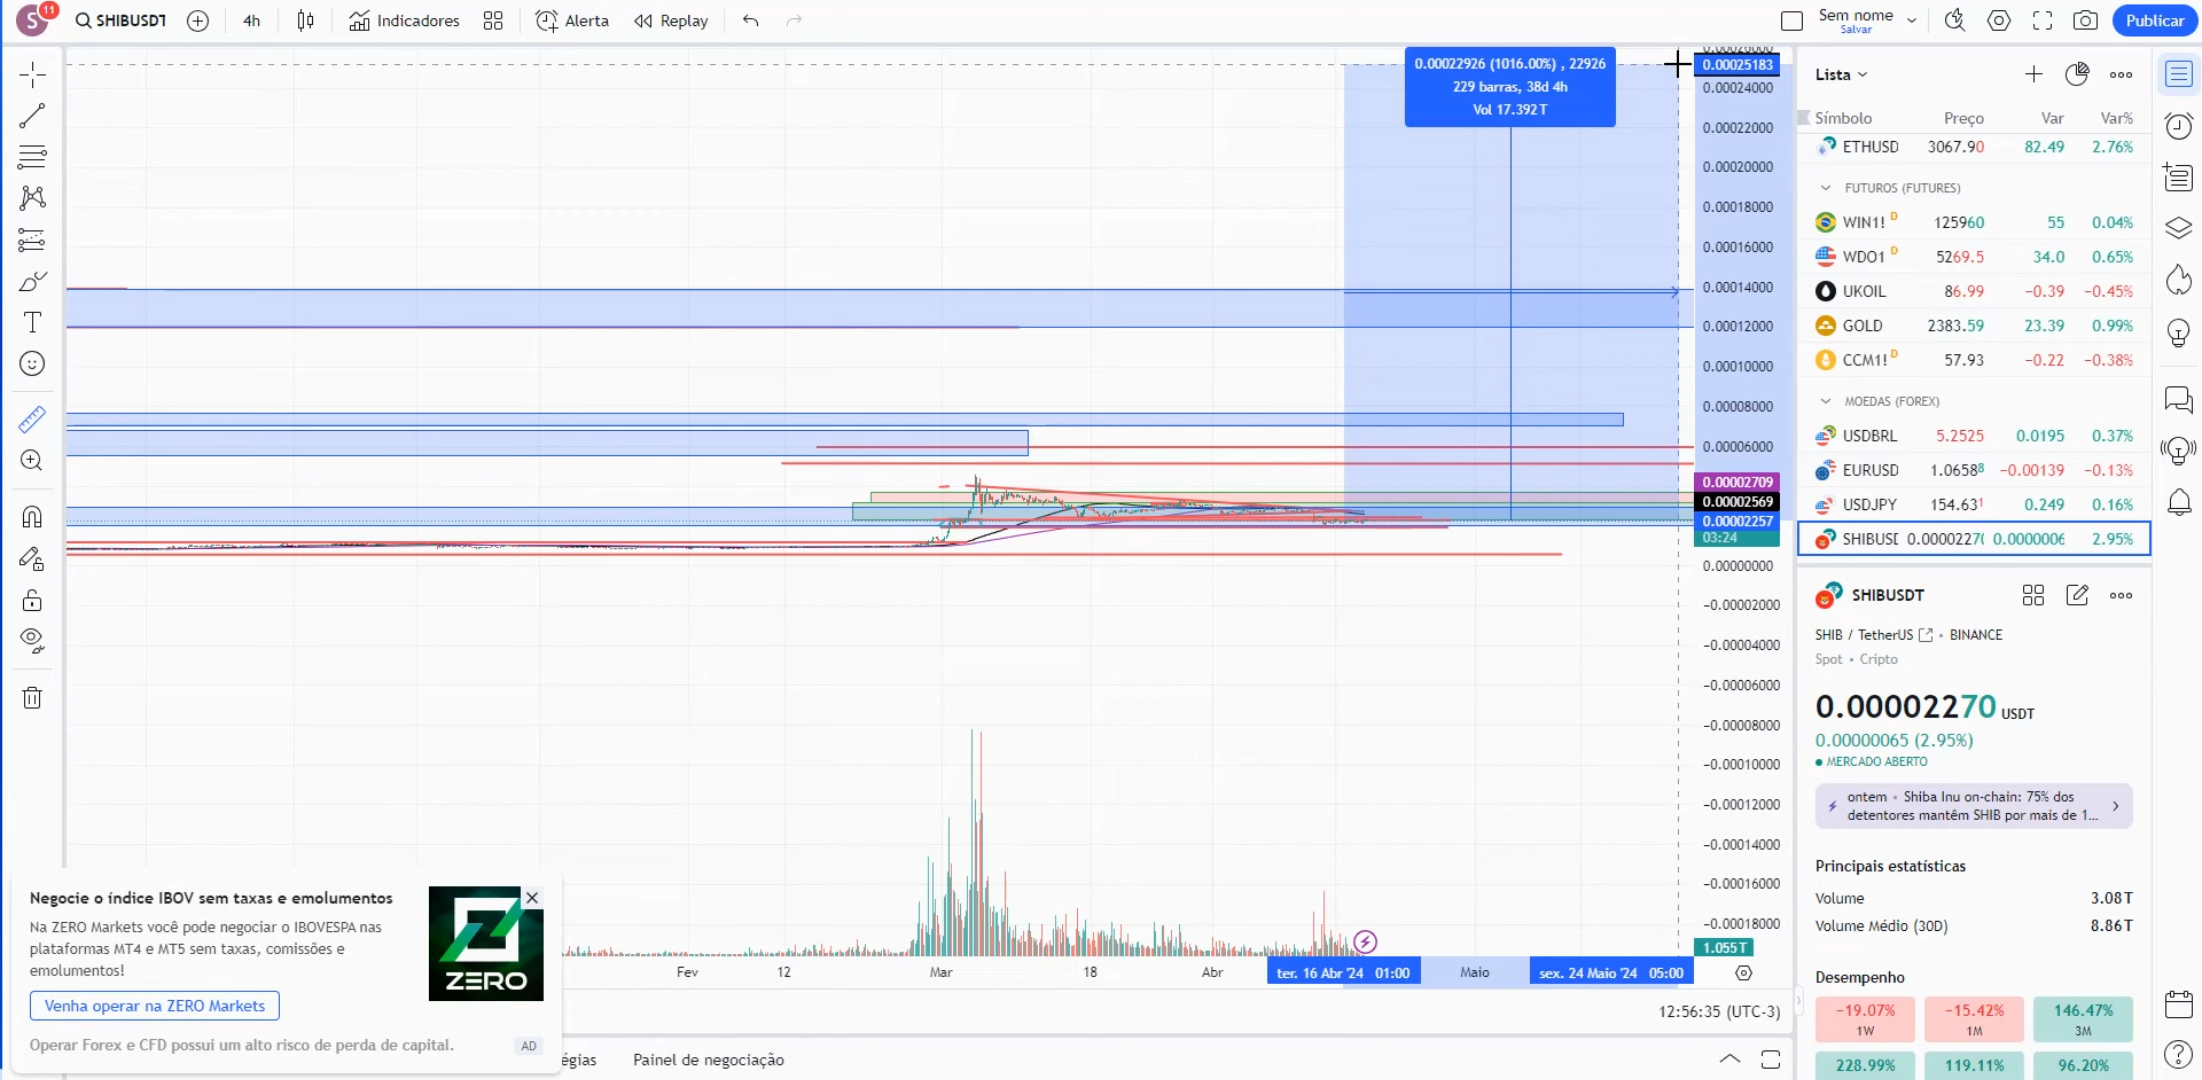 S
11
SHIBUSDT
4h
Indicadores
Alerta
Replay
Sem nome
Salvar
Publicar
0.00022926 (1016.00%) , 22926
229 barras, 38d 4h
Vol 17.392 T
0.00026000
0.00025183
0.00024000
0.00022000
0.00020000
0.00018000
0.00016000
0.00014000
0.00012000
0.00010000
0.00008000
0.00006000
0.00002709
0.00002569
0.00002257
03:24
0.00000000
−0.00002000
−0.00004000
−0.00006000
−0.00008000
−0.00010000
−0.00012000
−0.00014000
−0.00016000
−0.00018000
1.055 T
Fev
12
Mar
18
Abr
ter. 16 Abr '24 01:00
Maio
sex. 24 Maio '24 05:00
12:56:35 (UTC-3)
égias
Painel de negociação
Negocie o índice IBOV sem taxas e emolumentos
Na ZERO Markets você pode negociar o IBOVESPA nas
plataformas MT4 e MT5 sem taxas, comissões e
emolumentos!
Venha operar na ZERO Markets
Operar Forex e CFD possui um alto risco de perda de capital.
AD
ZERO
Lista
Símbolo Preço Var Var%
ETHUSD 3067.90 82.49 2.76%
FUTUROS (FUTURES)
WIN1! D 125960 55 0.04%
WDO1 D 5269.5 34.0 0.65%
UKOIL 86.99 −0.39 −0.45%
GOLD 2383.59 23.39 0.99%
CCM1! D 57.93 −0.22 −0.38%
MOEDAS (FOREX)
USDBRL 5.2525 0.0195 0.37%
EURUSD 1.06588 −0.00139 −0.13%
USDJPY 154.631 0.249 0.16%
SHIBUSD 0.00002270 0.0000006 2.95%
SHIBUSDT
SHIB / TetherUS • BINANCE
Spot • Cripto
0.00002270 USDT
0.00000065 (2.95%)
MERCADO ABERTO
ontem • Shiba Inu on-chain: 75% dos
detentores mantêm SHIB por mais de 1...
Principais estatísticas
Volume 3.08 T
Volume Médio (30D) 8.86 T
Desempenho
−19.07% −15.42% 146.47%
1W 1M 3M
228.99% 119.11% 96.20%